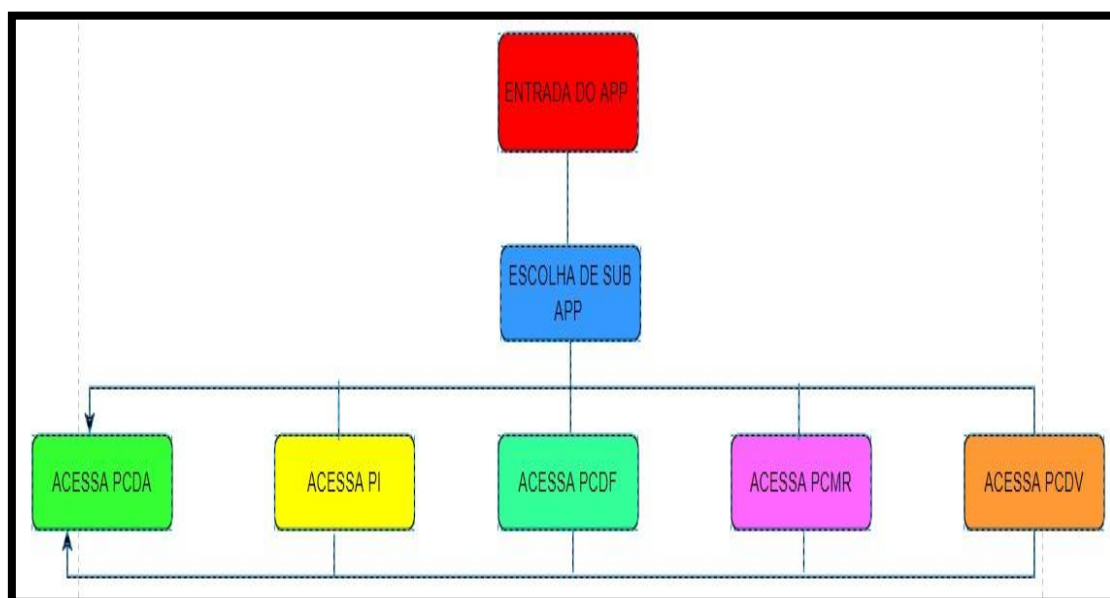 ENTRADA DO APP
ESCOLHA DE SUB
APP
ACESSA PCDA
ACESSA PI
ACESSA PCDF
ACESSA PCMR
ACESSA PCDV